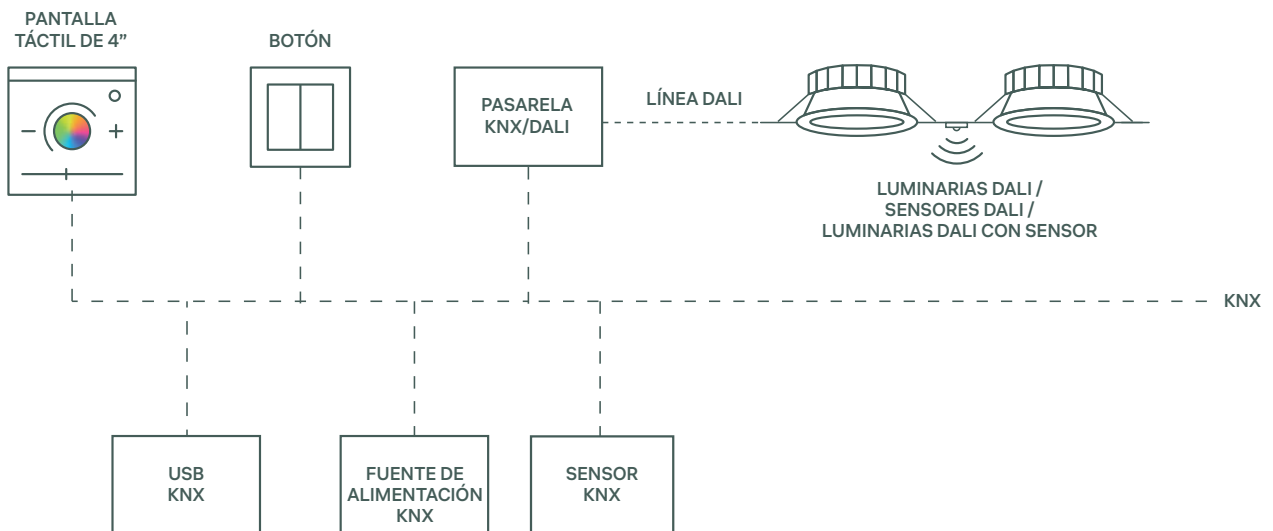 PANTALLA
TÁCTIL DE 4”
BOTÓN
PASARELA
KNX/DALI
LÍNEA DALI
LUMINARIAS DALI /
SENSORES DALI /
LUMINARIAS DALI CON SENSOR
KNX
USB
KNX
FUENTE DE
ALIMENTACIÓN
KNX
SENSOR
KNX